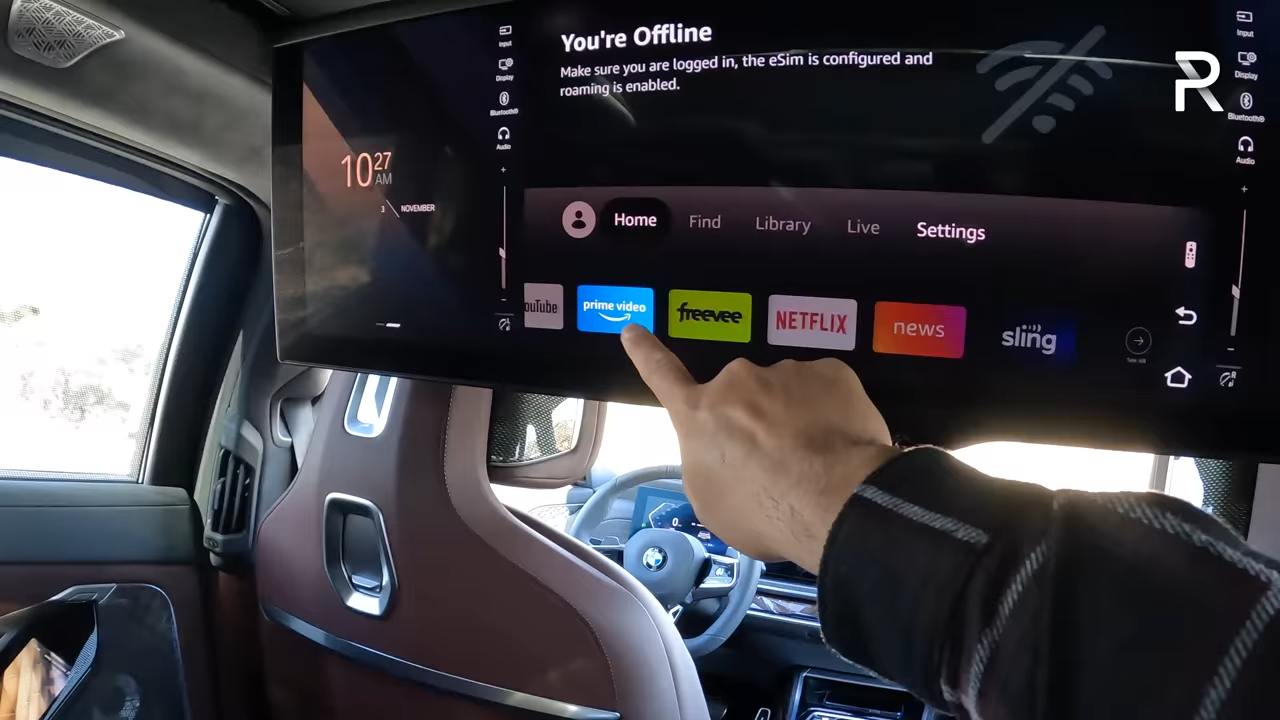 You're Offline
Make sure you are logged in, the eSim is configured and
roaming is enabled.
Input
Display
Bluetooth®
Audio
+
10 27
AM
3 NOVEMBER
Home
Find
Library
Live
Settings
ouTube
prime video
freevee
NETFLIX
news
sling
See All
Input
Display
Bluetooth®
Audio
+
R